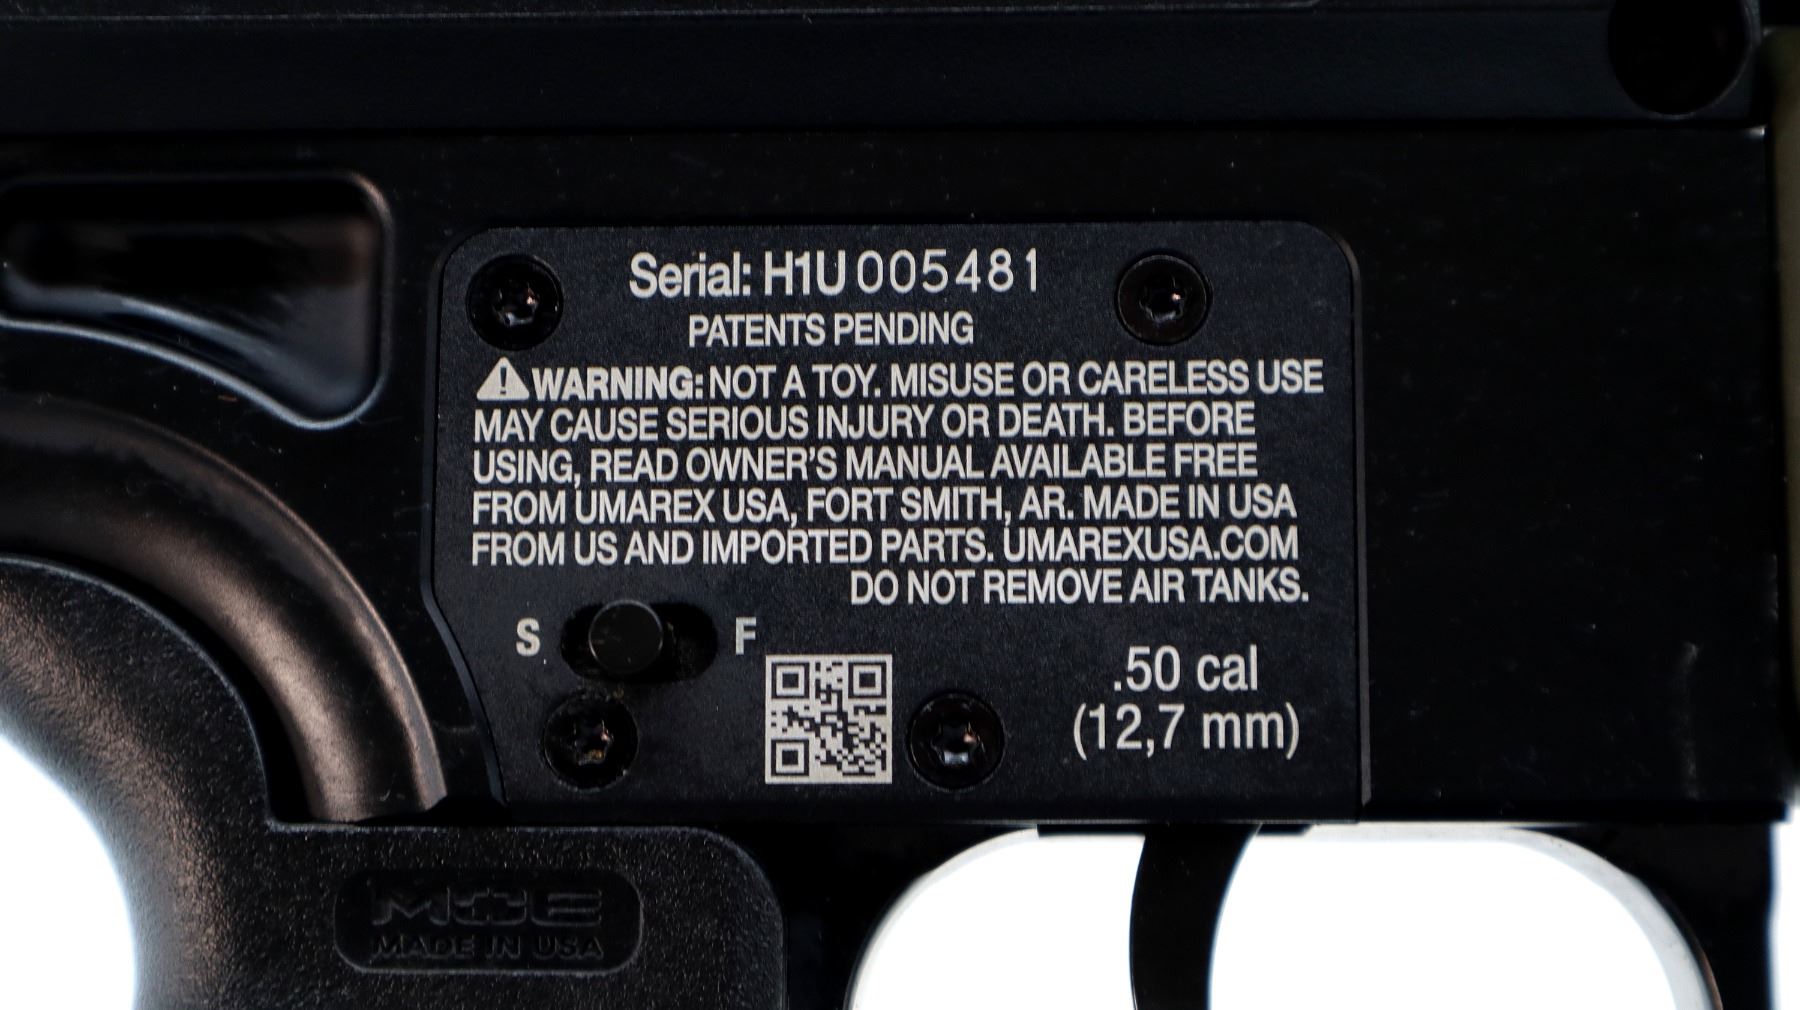 Serial: H1U005481
PATENTS PENDING
WARNING: NOT A TOY. MISUSE OR CARELESS USE
MAY CAUSE SERIOUS INJURY OR DEATH. BEFORE
USING, READ OWNER'S MANUAL AVAILABLE FREE
FROM UMAREX USA, FORT SMITH, AR. MADE IN USA
FROM US AND IMPORTED PARTS. UMAREXUSA.COM
DO NOT REMOVE AIR TANKS.
S F
.50 cal
(12,7 mm)
MOE
MADE IN USA